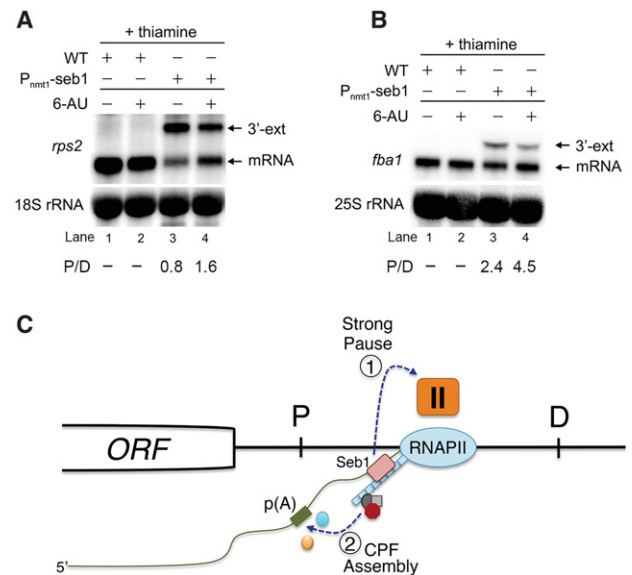 A
+ thiamine
WT + + − −
Pnmt1-seb1 − − + +
6-AU − + − +
rps2
3'-ext
mRNA
18S rRNA
Lane 1 2 3 4
P/D − − 0.8 1.6
B
+ thiamine
WT + + − −
Pnmt1-seb1 − − + +
6-AU − + − +
fba1
3'-ext
mRNA
25S rRNA
Lane 1 2 3 4
P/D − − 2.4 4.5
C
Strong
Pause
1
II
P
D
ORF
RNAPII
Seb1
p(A)
2 CPF
Assembly
5'